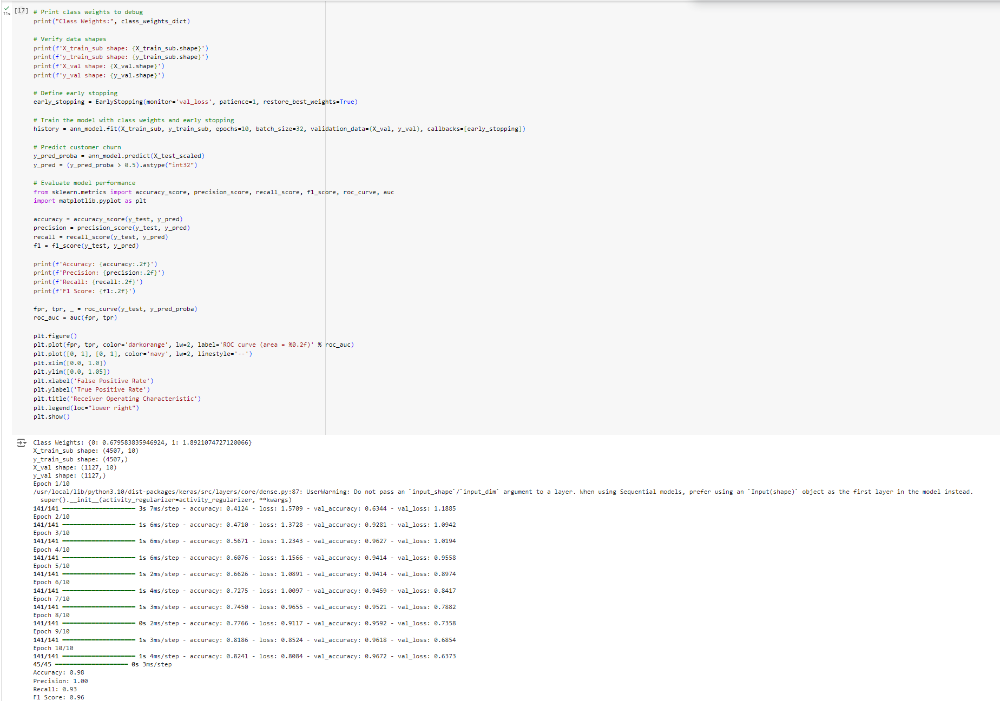 11s
[17]
# Print class weights to debug
print("Class Weights:", class_weights_dict)
# Verify data shapes
print(f'X_train_sub shape: {X_train_sub.shape}')
print(f'y_train_sub shape: {y_train_sub.shape}')
print(f'X_val shape: {X_val.shape}')
print(f'y_val shape: {y_val.shape}')
# Define early stopping
early_stopping = EarlyStopping(monitor='val_loss', patience=1, restore_best_weights=True)
# Train the model with class weights and early stopping
history = ann_model.fit(X_train_sub, y_train_sub, epochs=10, batch_size=32, validation_data=(X_val, y_val), callbacks=[early_stopping])
# Predict customer churn
y_pred_proba = ann_model.predict(X_test_scaled)
y_pred = (y_pred_proba > 0.5).astype("int32")
# Evaluate model performance
from sklearn.metrics import accuracy_score, precision_score, recall_score, f1_score, roc_curve, auc
import matplotlib.pyplot as plt
accuracy = accuracy_score(y_test, y_pred)
precision = precision_score(y_test, y_pred)
recall = recall_score(y_test, y_pred)
f1 = f1_score(y_test, y_pred)
print(f'Accuracy: {accuracy:.2f}')
print(f'Precision: {precision:.2f}')
print(f'Recall: {recall:.2f}')
print(f'F1 Score: {f1:.2f}')
fpr, tpr, _ = roc_curve(y_test, y_pred_proba)
roc_auc = auc(fpr, tpr)
plt.figure()
plt.plot(fpr, tpr, color='darkorange', lw=2, label='ROC curve (area = %0.2f)' % roc_auc)
plt.plot([0, 1], [0, 1], color='navy', lw=2, linestyle='--')
plt.xlim([0.0, 1.0])
plt.ylim([0.0, 1.05])
plt.xlabel('False Positive Rate')
plt.ylabel('True Positive Rate')
plt.title('Receiver Operating Characteristic')
plt.legend(loc="lower right")
plt.show()
Class Weights: {0: 0.679583835946924, 1: 1.8921074727120066}
X_train_sub shape: (4507, 10)
y_train_sub shape: (4507,)
X_val shape: (1127, 10)
y_val shape: (1127,)
Epoch 1/10
/usr/local/lib/python3.10/dist-packages/keras/src/layers/core/dense.py:87: UserWarning: Do not pass an `input_shape`/`input_dim` argument to a layer. When using Sequential models, prefer using an `Input(shape)` object as the first layer in the model instead.
super().__init__(activity_regularizer=activity_regularizer, **kwargs)
141/141 ━━━━━━━━━━━━━━━━━━━━ 3s 7ms/step - accuracy: 0.4124 - loss: 1.5709 - val_accuracy: 0.6344 - val_loss: 1.1885
Epoch 2/10
141/141 ━━━━━━━━━━━━━━━━━━━━ 1s 6ms/step - accuracy: 0.4710 - loss: 1.3728 - val_accuracy: 0.9281 - val_loss: 1.0942
Epoch 3/10
141/141 ━━━━━━━━━━━━━━━━━━━━ 1s 6ms/step - accuracy: 0.5671 - loss: 1.2343 - val_accuracy: 0.9627 - val_loss: 1.0194
Epoch 4/10
141/141 ━━━━━━━━━━━━━━━━━━━━ 1s 6ms/step - accuracy: 0.6076 - loss: 1.1566 - val_accuracy: 0.9414 - val_loss: 0.9558
Epoch 5/10
141/141 ━━━━━━━━━━━━━━━━━━━━ 1s 2ms/step - accuracy: 0.6626 - loss: 1.0891 - val_accuracy: 0.9414 - val_loss: 0.8974
Epoch 6/10
141/141 ━━━━━━━━━━━━━━━━━━━━ 1s 4ms/step - accuracy: 0.7275 - loss: 1.0097 - val_accuracy: 0.9459 - val_loss: 0.8417
Epoch 7/10
141/141 ━━━━━━━━━━━━━━━━━━━━ 1s 3ms/step - accuracy: 0.7450 - loss: 0.9655 - val_accuracy: 0.9521 - val_loss: 0.7882
Epoch 8/10
141/141 ━━━━━━━━━━━━━━━━━━━━ 0s 2ms/step - accuracy: 0.7766 - loss: 0.9117 - val_accuracy: 0.9592 - val_loss: 0.7358
Epoch 9/10
141/141 ━━━━━━━━━━━━━━━━━━━━ 1s 3ms/step - accuracy: 0.8186 - loss: 0.8524 - val_accuracy: 0.9618 - val_loss: 0.6854
Epoch 10/10
141/141 ━━━━━━━━━━━━━━━━━━━━ 1s 4ms/step - accuracy: 0.8241 - loss: 0.8084 - val_accuracy: 0.9672 - val_loss: 0.6373
45/45 ━━━━━━━━━━━━━━━━━━━━ 0s 3ms/step
Accuracy: 0.98
Precision: 1.00
Recall: 0.93
F1 Score: 0.96